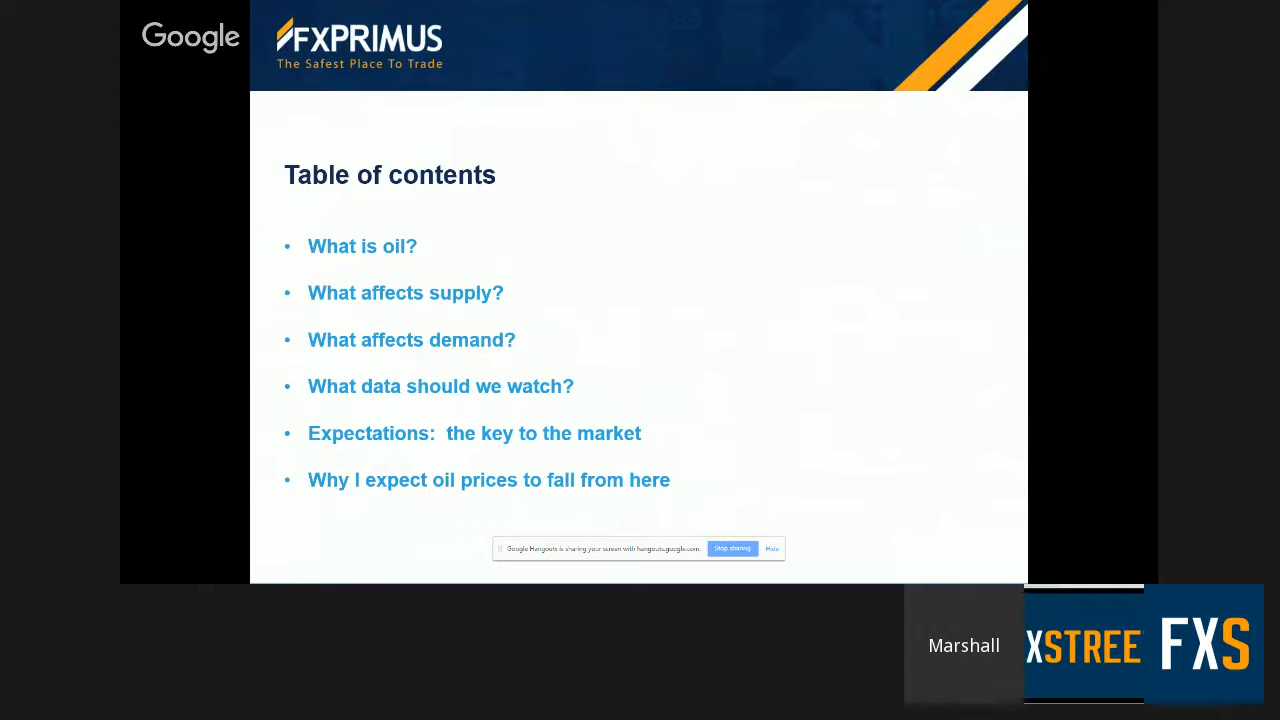 Google
FXPRIMUS
The Safest Place To Trade
Table of contents
• What is oil?
• What affects supply?
• What affects demand?
• What data should we watch?
• Expectations:  the key to the market
• Why I expect oil prices to fall from here
Google Hangouts is sharing your screen with hangouts.google.com. Stop sharing Hide
Marshall
XSTREE
FXS